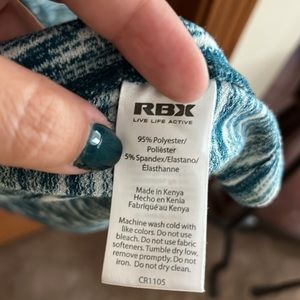 RBX
LIVE LIFE ACTIVE
95% Polyester/
Poliéster
5% Spandex/Elastano/
Élasthanne
Made in Kenya
Hecho en Kenia
Fabriqué au Kenya
Machine wash cold with
like colors. Do not use
bleach. Do not use fabric
softeners. Tumble dry low,
remove promptly. Do not
iron. Do not dry clean.
CR1105